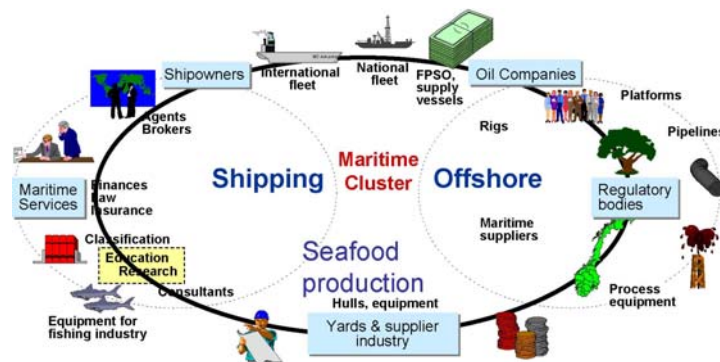 Shipowners
International
fleet
National
fleet
FPSO,
supply
vessels
Oil Companies
Platforms
Agents
Brokers
Rigs
Pipelines
Maritime
Cluster
Shipping
Offshore
Maritime
Services
Finances
Law
Insurance
Regulatory
bodies
Maritime
suppliers
Classification
Education
Research
Seafood
production
Consultants
Process
equipment
Hulls, equipment
Equipment for
fishing industry
Yards & supplier
industry